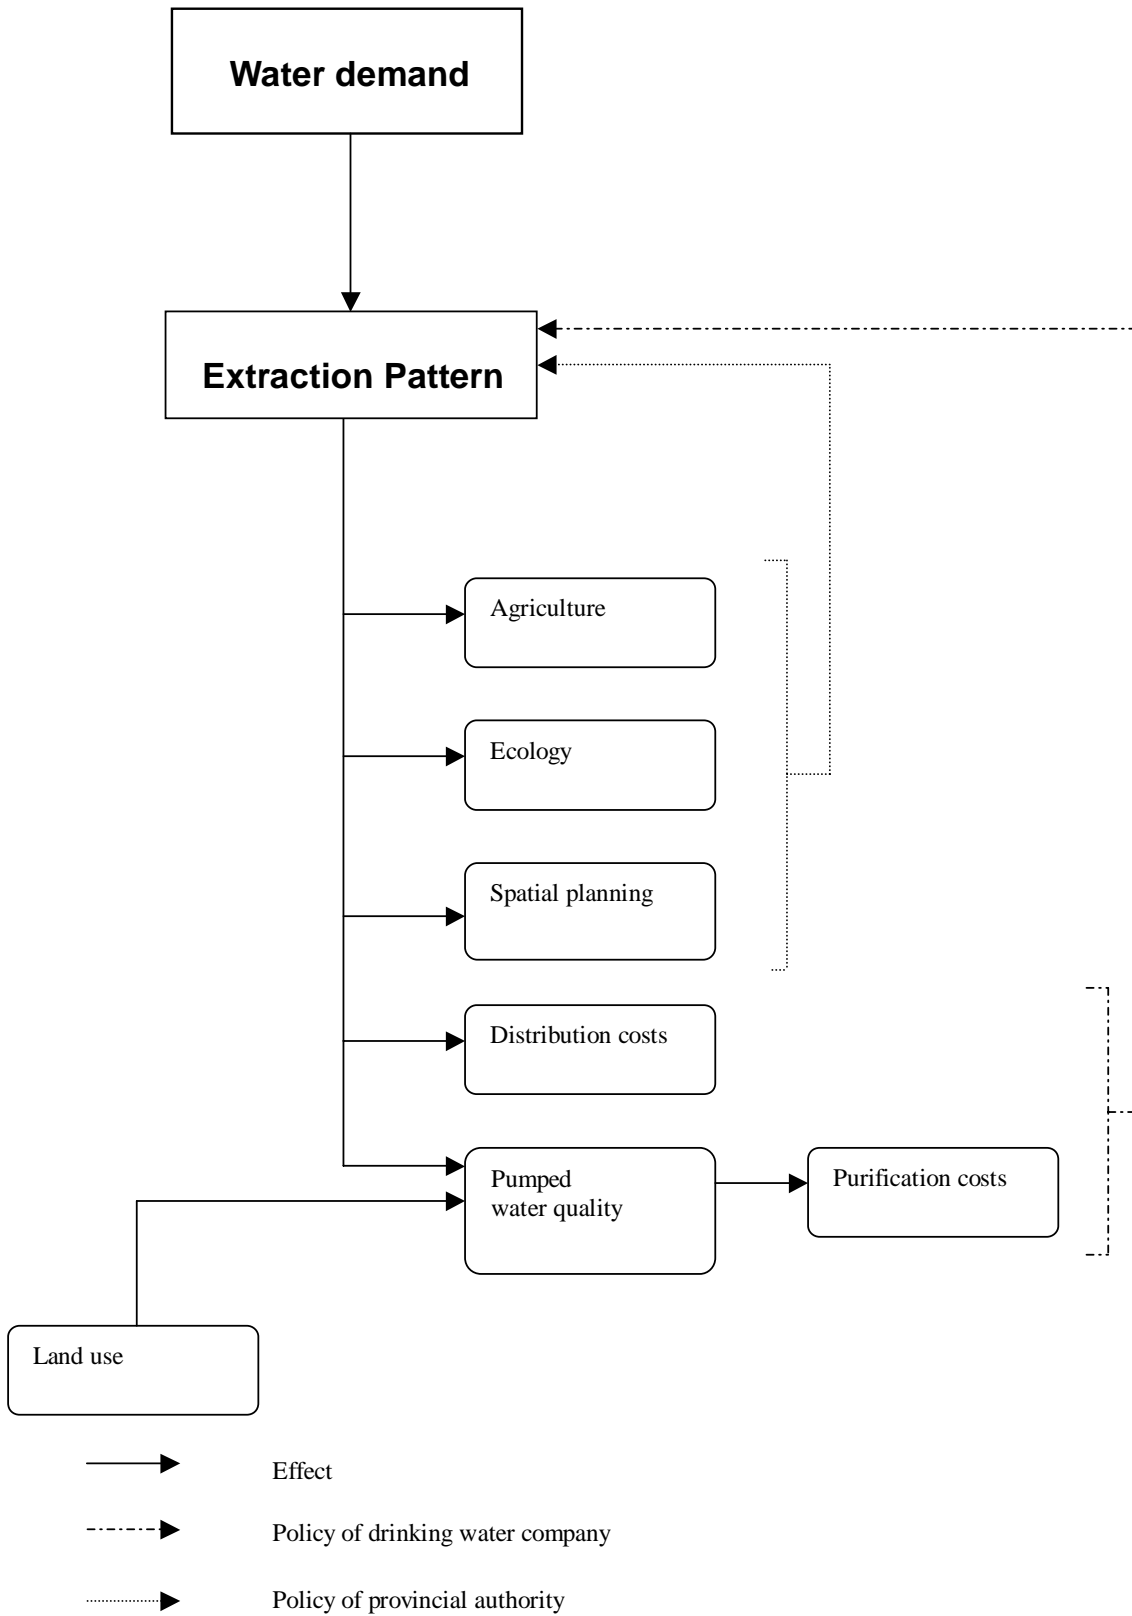 Water demand
Extraction Pattern
Agriculture
Ecology
Spatial planning
Distribution costs
Pumped
water quality
Purification costs
Land use
Effect
Policy of drinking water company
Policy of provincial authority